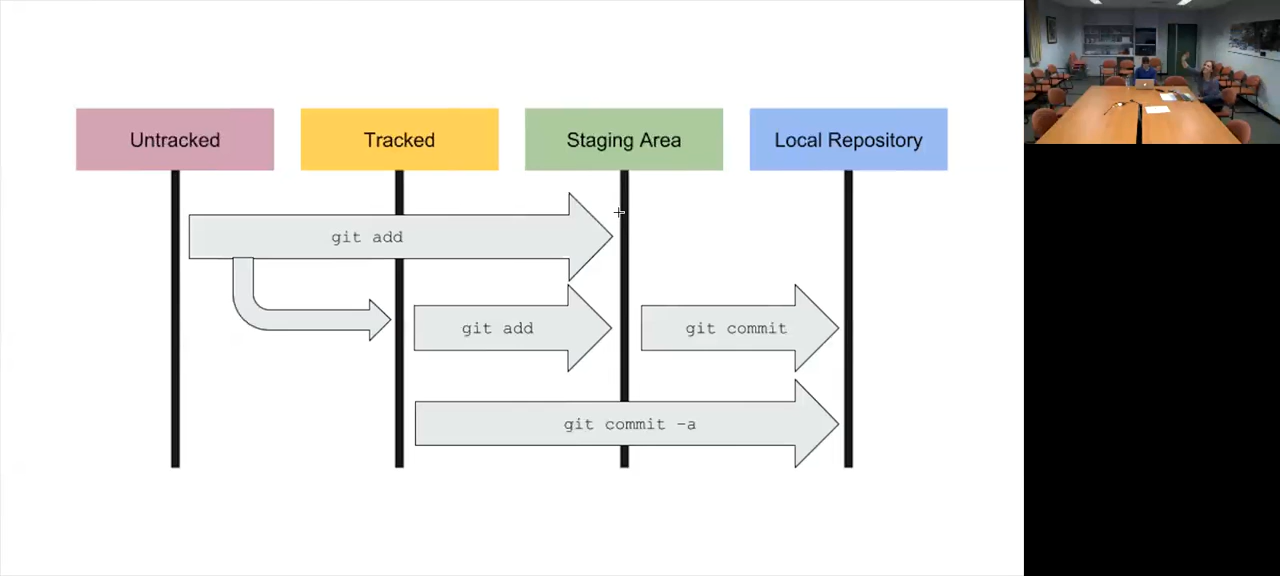 Untracked
Tracked
Staging Area
Local Repository
git add
git add
git commit
git commit -a